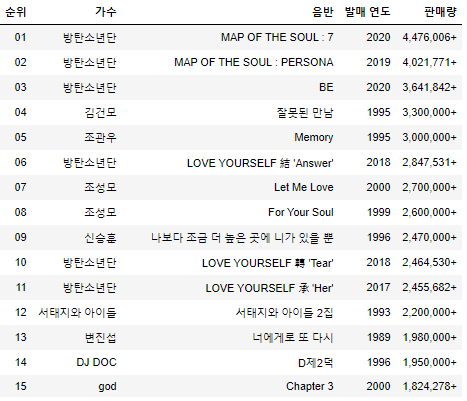 순위 가수 음반 발매 연도 판매량
01 방탄소년단 MAP OF THE SOUL : 7 2020 4,476,006+
02 방탄소년단 MAP OF THE SOUL : PERSONA 2019 4,021,771+
03 방탄소년단 BE 2020 3,641,842+
04 김건모 잘못된 만남 1995 3,300,000+
05 조관우 Memory 1995 3,000,000+
06 방탄소년단 LOVE YOURSELF 結 'Answer' 2018 2,847,531+
07 조성모 Let Me Love 2000 2,700,000+
08 조성모 For Your Soul 1999 2,600,000+
09 신승훈 나보다 조금 더 높은 곳에 니가 있을 뿐 1996 2,470,000+
10 방탄소년단 LOVE YOURSELF 轉 'Tear' 2018 2,464,530+
11 방탄소년단 LOVE YOURSELF 承 'Her' 2017 2,455,682+
12 서태지와 아이들 서태지와 아이들 2집 1993 2,200,000+
13 변진섭 너에게로 또 다시 1989 1,980,000+
14 DJ DOC D제2덕 1996 1,950,000+
15 god Chapter 3 2000 1,824,278+